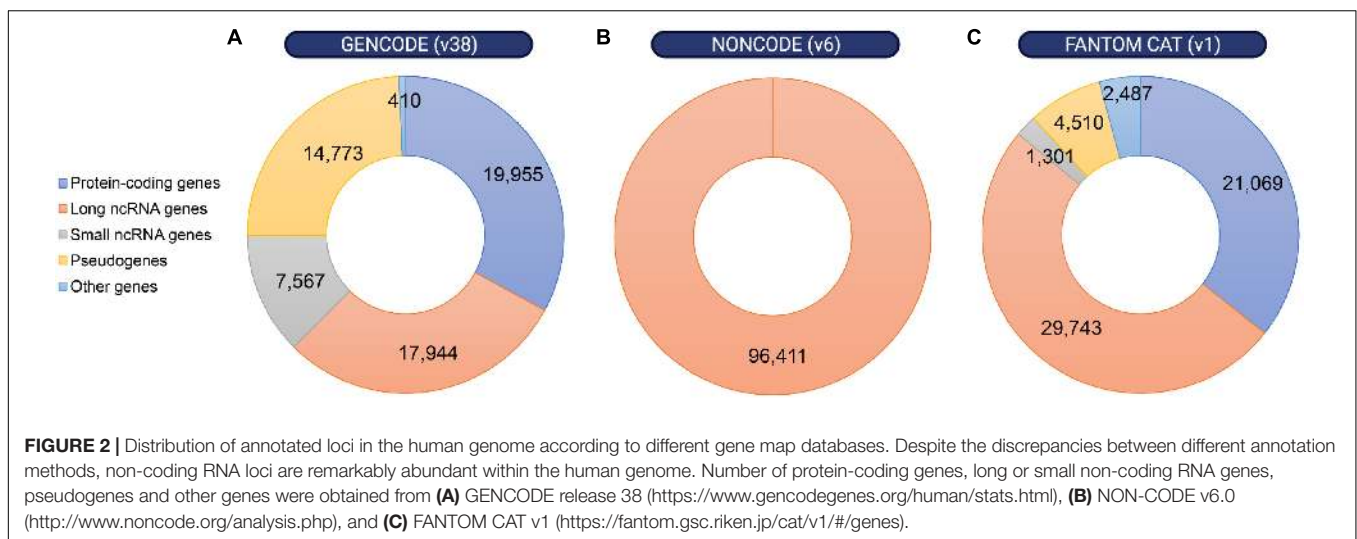 A GENCODE (v38)
B NONCODE (v6)
C FANTOM CAT (v1)
Protein-coding genes
Long ncRNA genes
Small ncRNA genes
Pseudogenes
Other genes
410
14,773
19,955
7,567
17,944
96,411
2,487
4,510
1,301
21,069
29,743
FIGURE 2 | Distribution of annotated loci in the human genome according to different gene map databases. Despite the discrepancies between different annotation
methods, non-coding RNA loci are remarkably abundant within the human genome. Number of protein-coding genes, long or small non-coding RNA genes,
pseudogenes and other genes were obtained from (A) GENCODE release 38 (https://www.gencodegenes.org/human/stats.html), (B) NON-CODE v6.0
(http://www.noncode.org/analysis.php), and (C) FANTOM CAT v1 (https://fantom.gsc.riken.jp/cat/v1/#/genes).